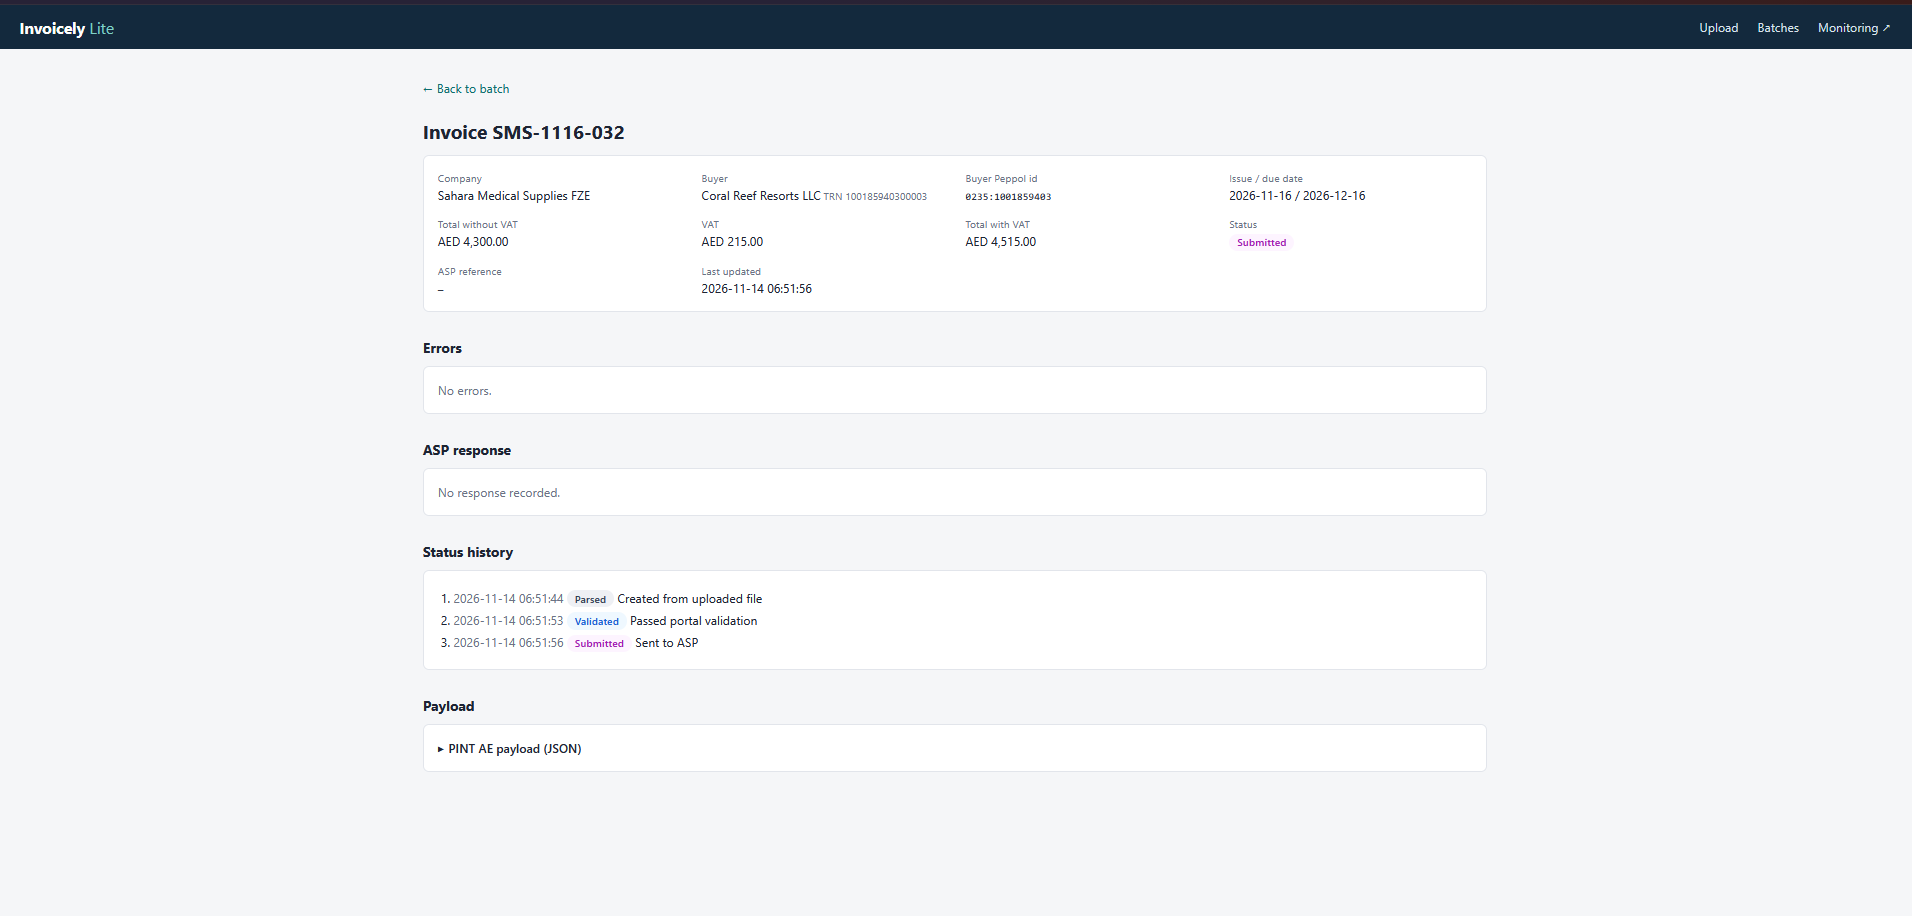 Invoicely Lite
Upload Batches Monitoring ↗
← Back to batch
Invoice SMS-1116-032
Company
Sahara Medical Supplies FZE
Buyer
Coral Reef Resorts LLC TRN 100185940300003
Buyer Peppol id
0235:1001859403
Issue / due date
2026-11-16 / 2026-12-16
Total without VAT
AED 4,300.00
VAT
AED 215.00
Total with VAT
AED 4,515.00
Status
Submitted
ASP reference
–
Last updated
2026-11-14 06:51:56
Errors
No errors.
ASP response
No response recorded.
Status history
1. 2026-11-14 06:51:44 Parsed Created from uploaded file
2. 2026-11-14 06:51:53 Validated Passed portal validation
3. 2026-11-14 06:51:56 Submitted Sent to ASP
Payload
▸ PINT AE payload (JSON)